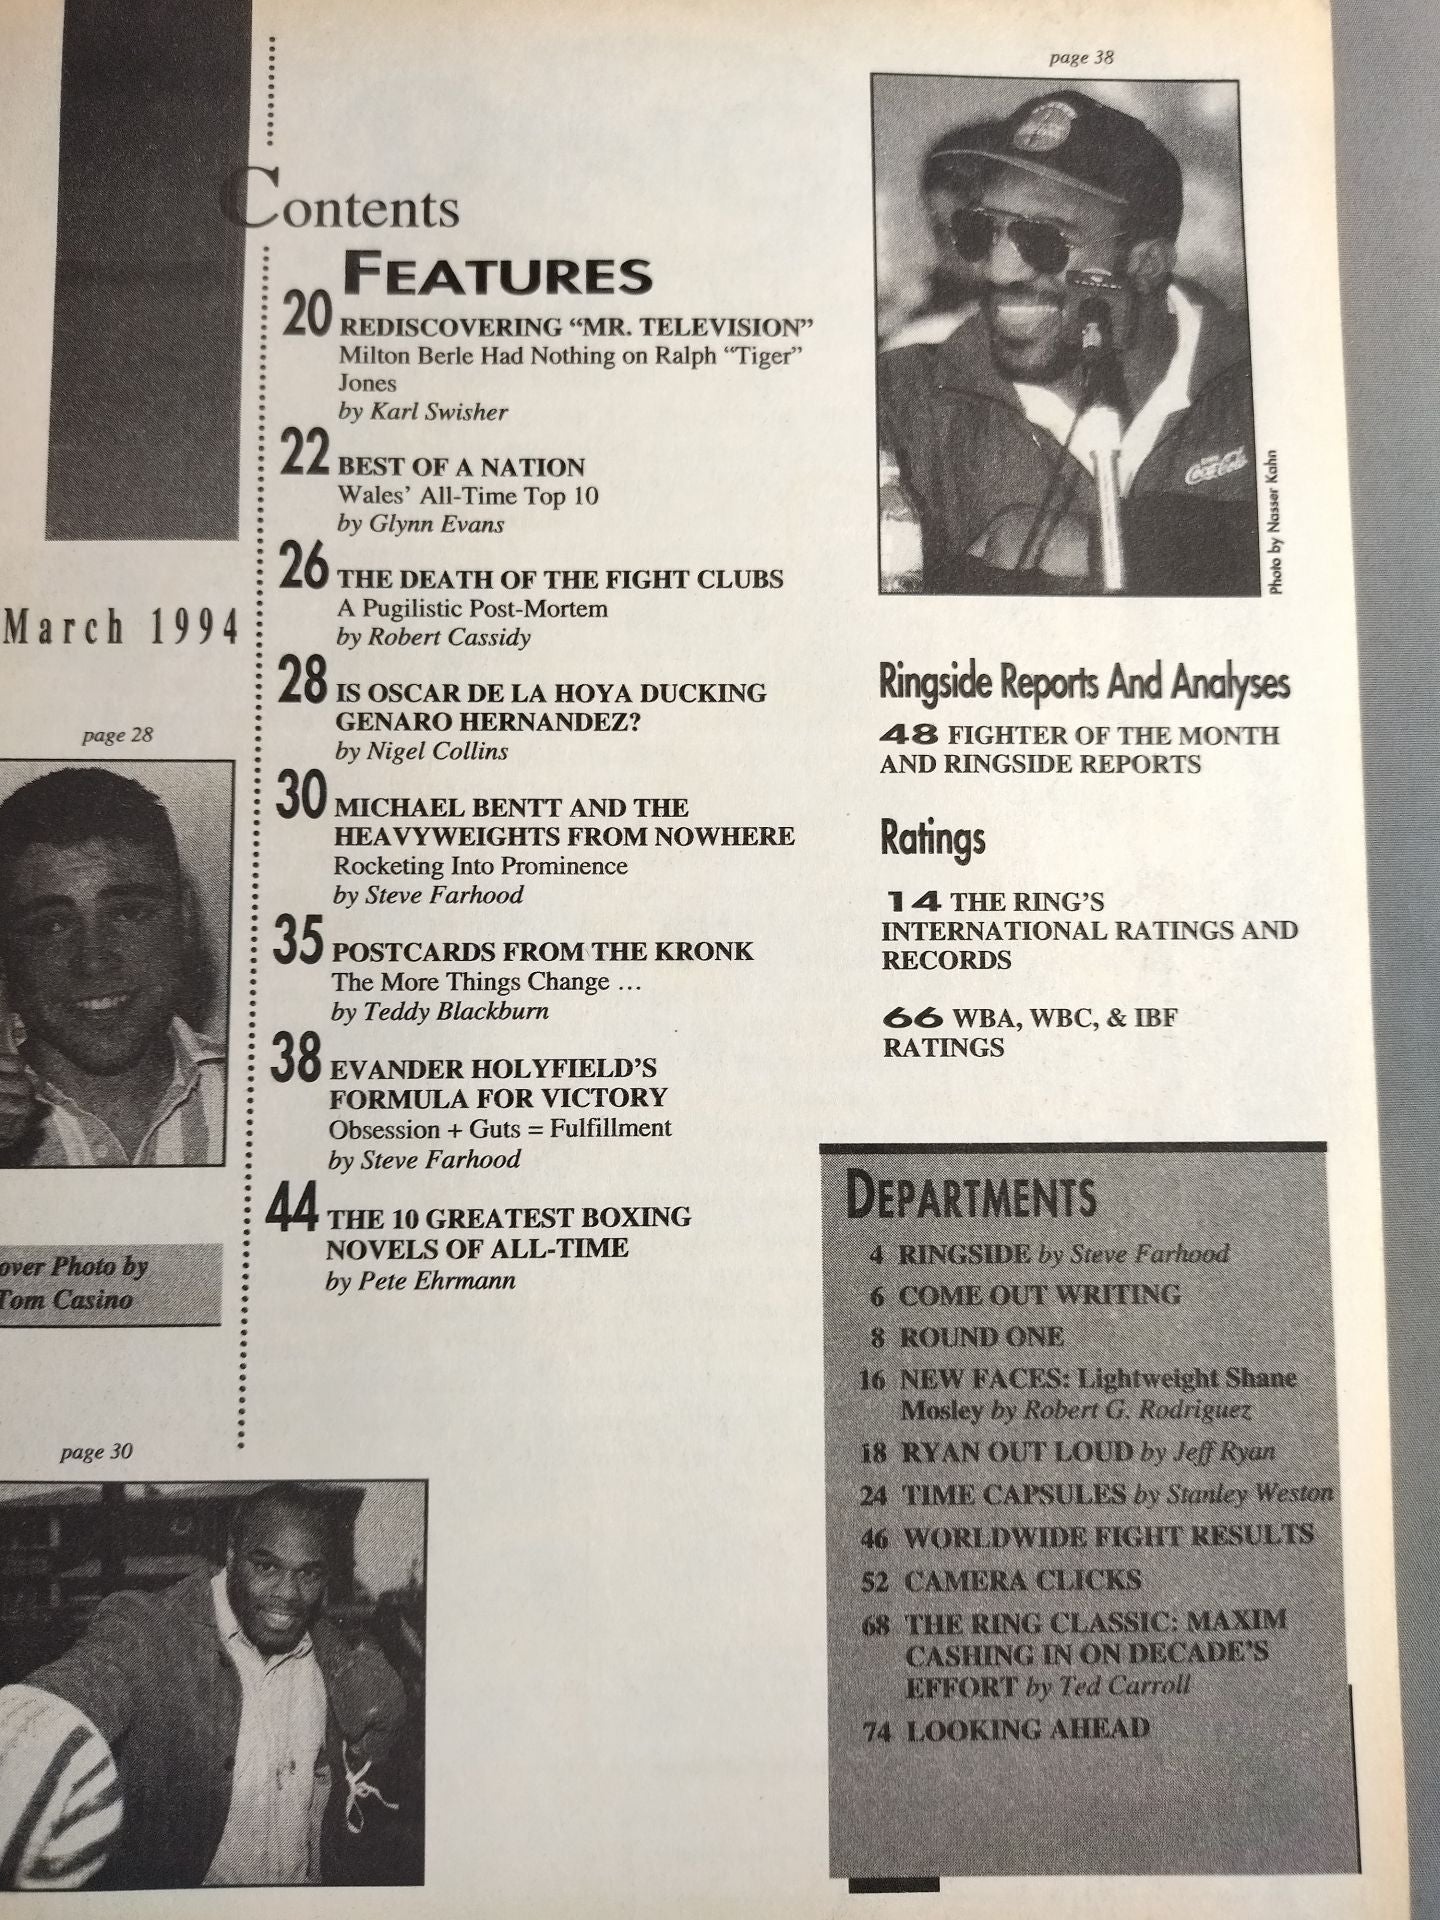 Contents
FEATURES
20 REDISCOVERING “MR. TELEVISION”
Milton Berle Had Nothing on Ralph “Tiger”
Jones
by Karl Swisher
22 BEST OF A NATION
Wales’ All-Time Top 10
by Glynn Evans
26 THE DEATH OF THE FIGHT CLUBS
A Pugilistic Post-Mortem
by Robert Cassidy
28 IS OSCAR DE LA HOYA DUCKING
GENARO HERNANDEZ?
by Nigel Collins
30 MICHAEL BENTT AND THE
HEAVYWEIGHTS FROM NOWHERE
Rocketing Into Prominence
by Steve Farhood
35 POSTCARDS FROM THE KRONK
The More Things Change ...
by Teddy Blackburn
38 EVANDER HOLYFIELD’S
FORMULA FOR VICTORY
Obsession + Guts = Fulfillment
by Steve Farhood
44 THE 10 GREATEST BOXING
NOVELS OF ALL-TIME
by Pete Ehrmann
March 1994
page 28
over Photo by
Tom Casino
page 30
page 38
Coca-Cola
Photo by Nasser Kahn
Ringside Reports And Analyses
48 FIGHTER OF THE MONTH
AND RINGSIDE REPORTS
Ratings
14 THE RING’S
INTERNATIONAL RATINGS AND
RECORDS
66 WBA, WBC, & IBF
RATINGS
DEPARTMENTS
4 RINGSIDE by Steve Farhood
6 COME OUT WRITING
8 ROUND ONE
16 NEW FACES: Lightweight Shane
Mosley by Robert G. Rodriguez
18 RYAN OUT LOUD by Jeff Ryan
24 TIME CAPSULES by Stanley Weston
46 WORLDWIDE FIGHT RESULTS
52 CAMERA CLICKS
68 THE RING CLASSIC: MAXIM
CASHING IN ON DECADE’S
EFFORT by Ted Carroll
74 LOOKING AHEAD